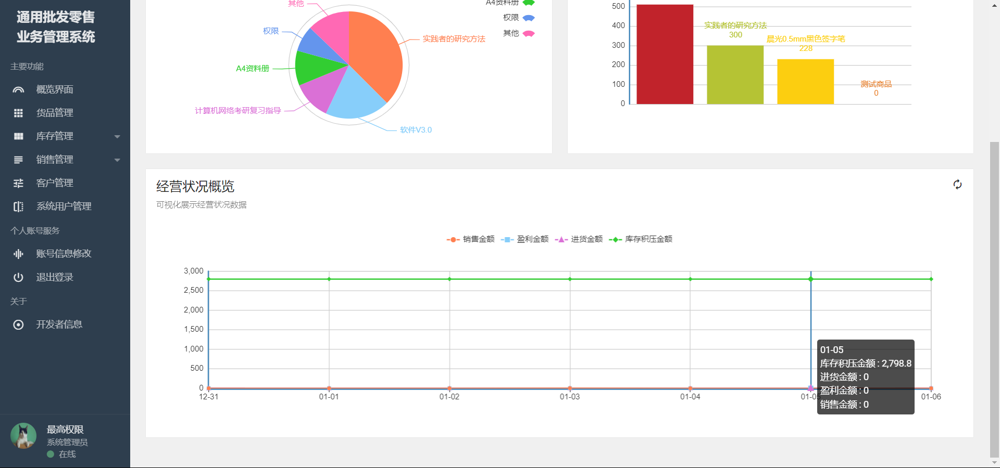 通用批发零售
业务管理系统
主要功能
概览界面
货品管理
库存管理
销售管理
客户管理
系统用户管理
个人账号服务
账号信息修改
退出登录
关于
开发者信息
最高权限
系统管理员
在线
其他
权限
A4资料册
计算机网络考研复习指导
实践者的研究方法
软件V3.0
A4资料册
权限
其他
500
400
300
200
100
0
实践者的研究方法
300
晨光0.5mm黑色签字笔
228
测试商品
0
经营状况概览
可视化展示经营状况数据
销售金额 盈利金额 进货金额 库存积压金额
3,000
2,500
2,000
1,500
1,000
500
0
12-31 01-01 01-02 01-03 01-04 01-05 01-06
01-05
库存积压金额 : 2,798.8
进货金额 : 0
盈利金额 : 0
销售金额 : 0